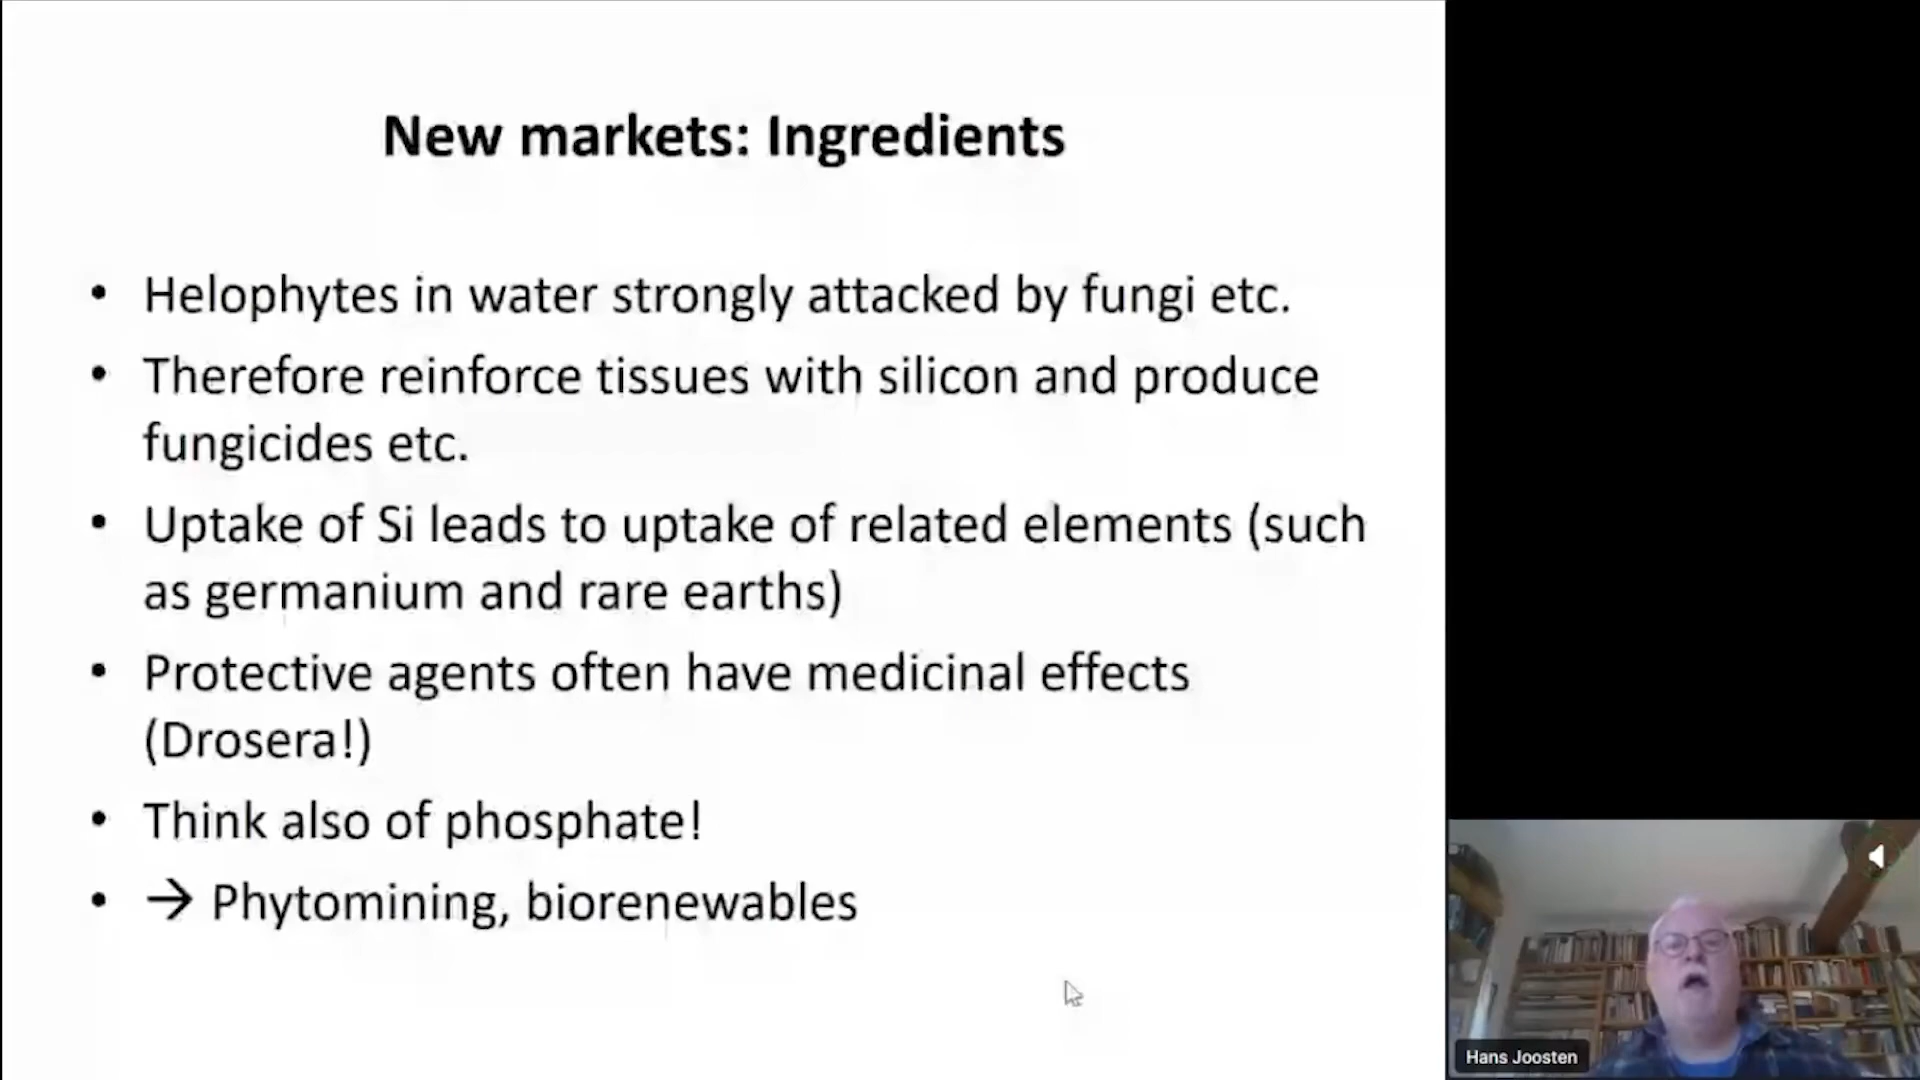 New markets: Ingredients
• Helophytes in water strongly attacked by fungi etc.
• Therefore reinforce tissues with silicon and produce
fungicides etc.
• Uptake of Si leads to uptake of related elements (such
as germanium and rare earths)
• Protective agents often have medicinal effects
(Drosera!)
• Think also of phosphate!
• → Phytomining, biorenewables
Hans Joosten